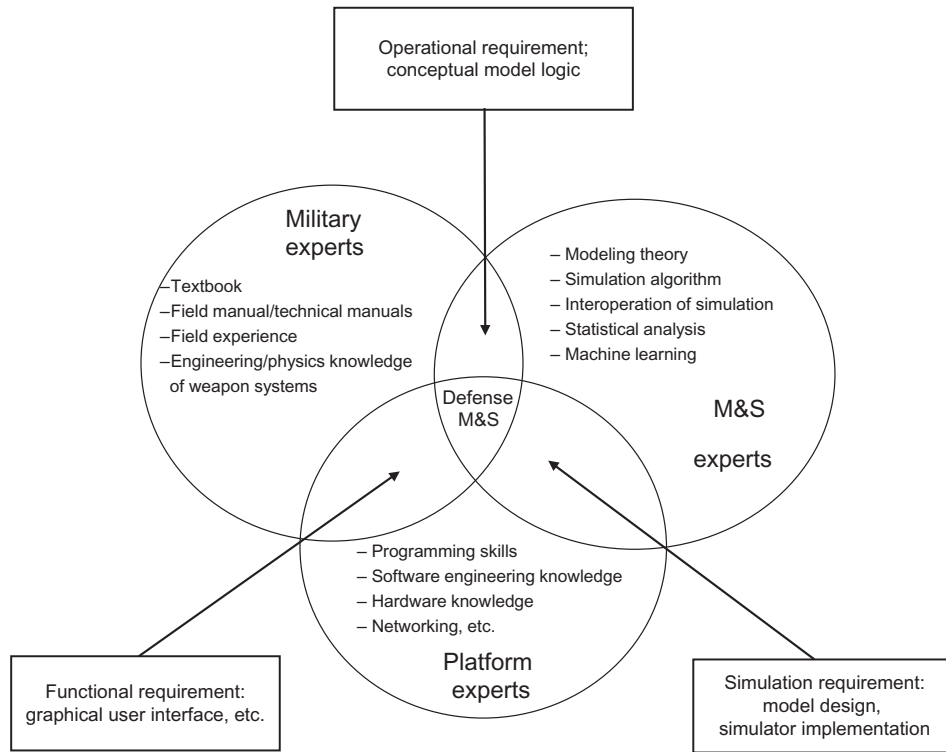 Operational requirement;
conceptual model logic
Military
experts
–Textbook
–Field manual/technical manuals
–Field experience
–Engineering/physics knowledge
of weapon systems
– Modeling theory
– Simulation algorithm
– Interoperation of simulation
– Statistical analysis
– Machine learning
M&S
experts
Defense
M&S
– Programming skills
– Software engineering knowledge
– Hardware knowledge
– Networking, etc.
Platform
experts
Functional requirement:
graphical user interface, etc.
Simulation requirement:
model design,
simulator implementation